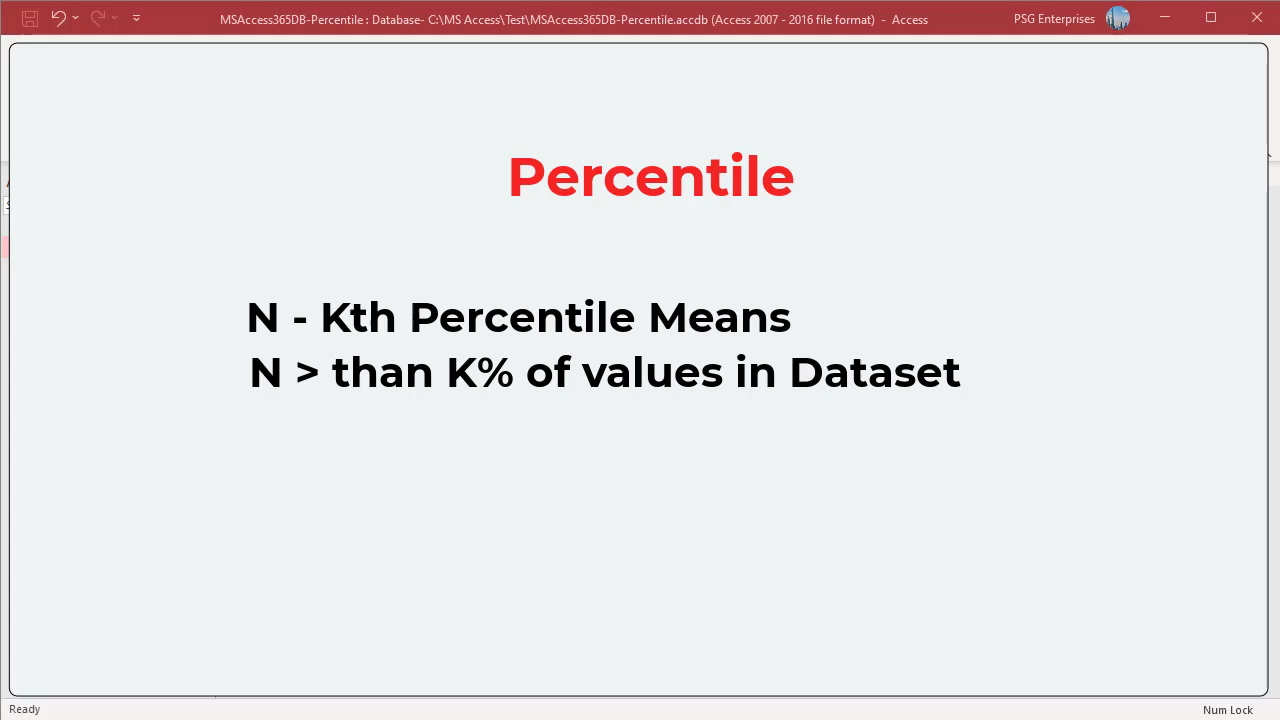 MSAccess365DB-Percentile : Database- C:\MS Access\Test\MSAccess365DB-Percentile.accdb (Access 2007 - 2016 file format) - Access
PSG Enterprises
Percentile
N - Kth Percentile Means
N > than K% of values in Dataset
Ready
Num Lock